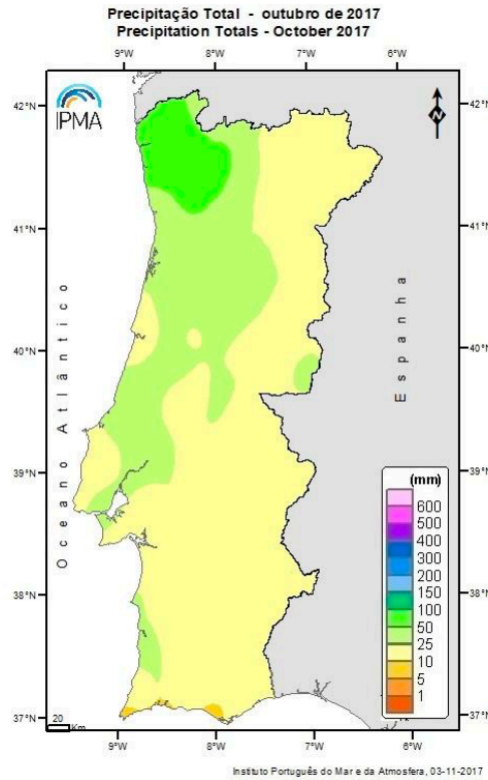 Precipitação Total - outubro de 2017
Precipitation Totals - October 2017
9°W 8°W 7°W 6°W
IPMA
N
42°N 42°N
41°N 41°N
40°N 40°N
39°N 39°N
38°N 38°N
37°N 37°N
Oceano Atlântico
Espanha
(mm)
600
500
400
300
200
150
100
50
25
10
5
1
20
Km
9°W 8°W 7°W 6°W
Instituto Português do Mar e da Atmosfera, 03-11-2017